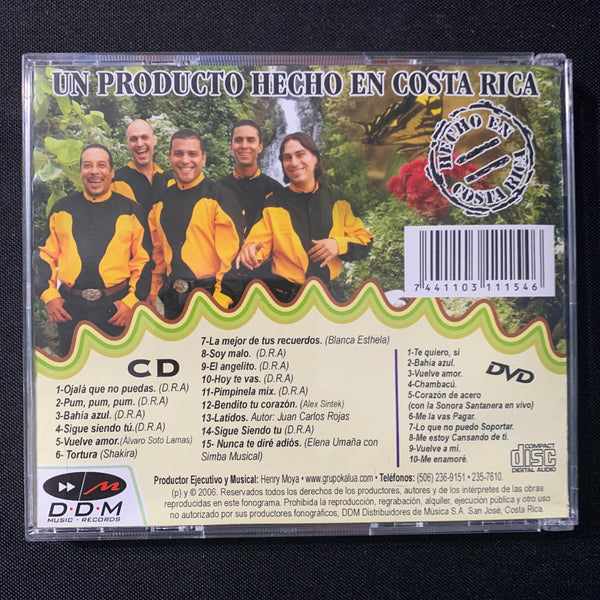 UN PRODUCTO HECHO EN COSTA RICA
HECHO EN
COSTA RICA
7 441103 111546
CD
1-Ojalá que no puedas. (D.R.A)
2-Pum, pum, pum. (D.R.A)
3-Bahia azul. (D.R.A)
4-Sigue siendo tú.(D.R.A)
5-Vuelve amor.(Álvaro Soto Lamas)
6- Tortura (Shakira)
7-La mejor de tus recuerdos. (Blanca Esthela)
8-Soy malo. (D.R.A)
9-El angelito. (D.R.A)
10-Hoy te vas. (D.R.A)
11-Pimpinela mix. (D.R.A)
12-Bendito tu corazón. (Alex Sintek)
13-Latidos. Autor: Juan Carlos Rojas
14-Sigue Siendo tu (D.R.A)
15- Nunca te diré adiós. (Elena Umaña con
Simba Musical)
DVD
1-Te quiero, si
2-Bahia azul.
3-Vuelve amor.
4-Chambacú.
5-Corazón de acero
(con la Sonora Santanera en vivo)
6-Me la vas Pagar.
7-Lo que no puedo Soportar.
8-Me estoy Cansando de ti.
9-Vuelve a mi.
10-Me enamoré.
COMPACT
disc
DIGITAL AUDIO
D·D·M
MUSIC - RECORDS
Productor Ejecutivo y Musical: Henry Moya - www.grupokalua.com - Teléfonos: (506) 236-9151 - 235-7610.
(p) y © 2006. Reservados todos los derechos de los productores, autores y de los intérpretes de las obras
reproducidas en este fonograma. Prohibida la reprodución, regrabación, alquiler, ejecución pública y otro uso
no autorizado por sus productores fonográficos, DDM Distribuidores de Música S.A. San José, Costa Rica.